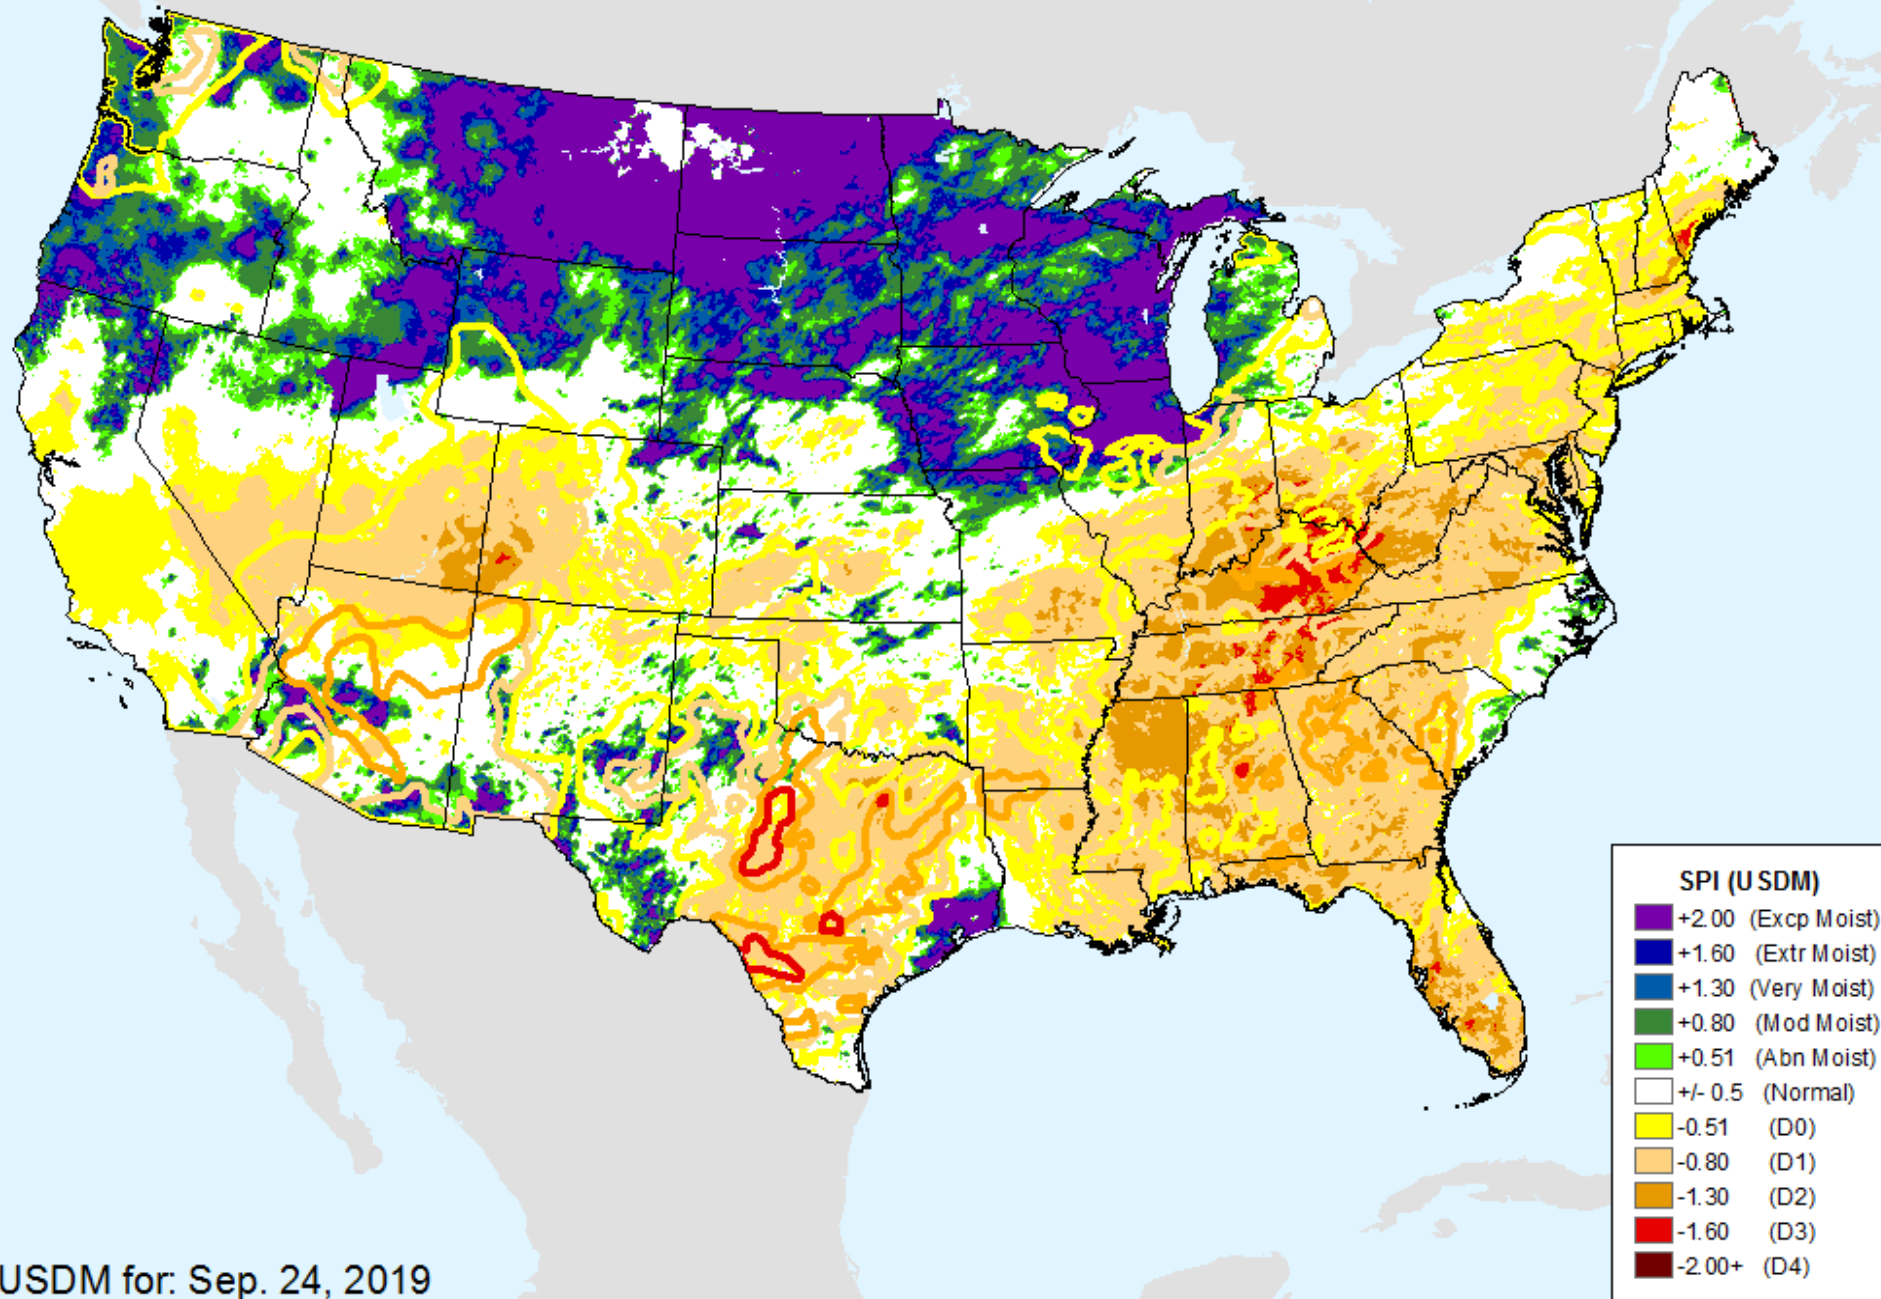 SPI (USDM)
+2.00 (Excp Moist)
+1.60 (Extr Moist)
+1.30 (Very Moist)
+0.80 (Mod Moist)
+0.51 (Abn Moist)
+/- 0.5 (Normal)
-0.51 (D0)
-0.80 (D1)
-1.30 (D2)
-1.60 (D3)
-2.00+ (D4)
USDM for: Sep. 24, 2019